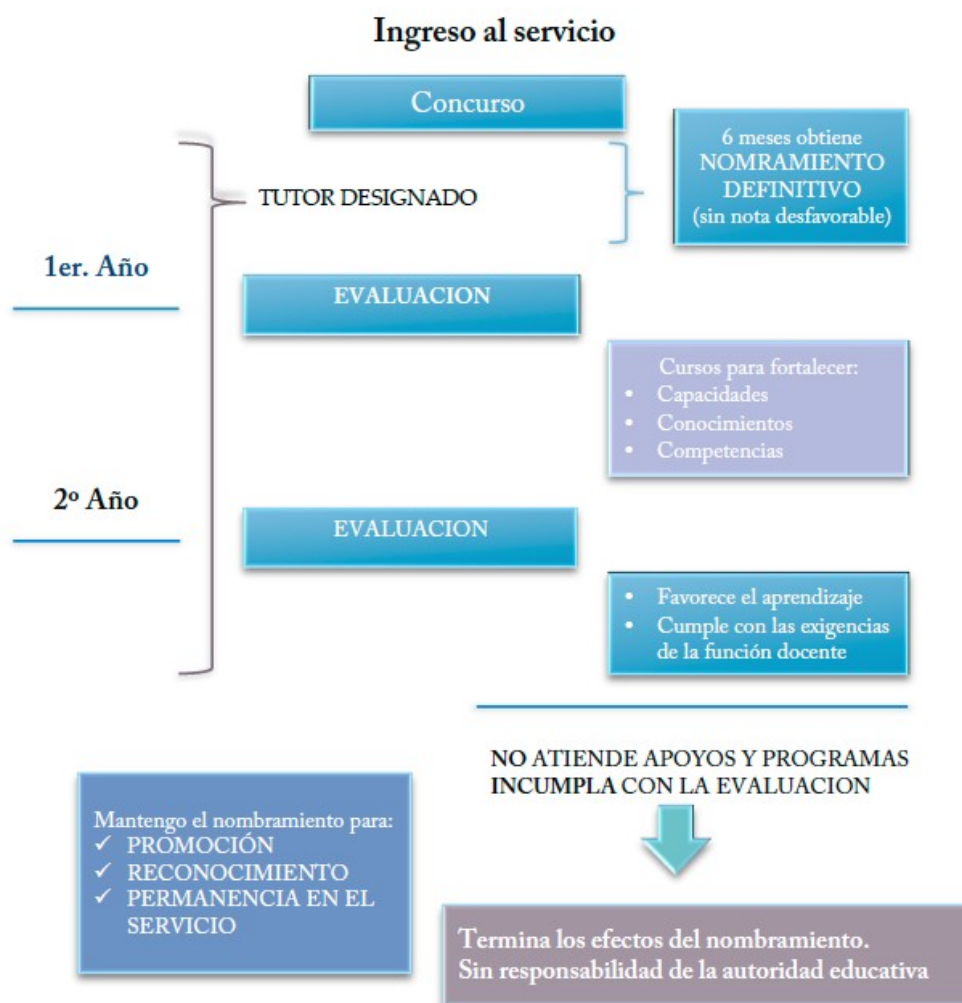 Ingreso al servicio
Concurso
6 meses obtiene
NOMRAMIENTO
DEFINITIVO
(sin nota desfavorable)
TUTOR DESIGNADO
1er. Año
EVALUACION
Cursos para fortalecer:
• Capacidades
• Conocimientos
• Competencias
2º Año
EVALUACION
• Favorece el aprendizaje
• Cumple con las exigencias
de la función docente
NO ATIENDE APOYOS Y PROGRAMAS
INCUMPLA CON LA EVALUACION
Mantengo el nombramiento para:
✓ PROMOCIÓN
✓ RECONOCIMIENTO
✓ PERMANENCIA EN EL
SERVICIO
Termina los efectos del nombramiento.
Sin responsabilidad de la autoridad educativa